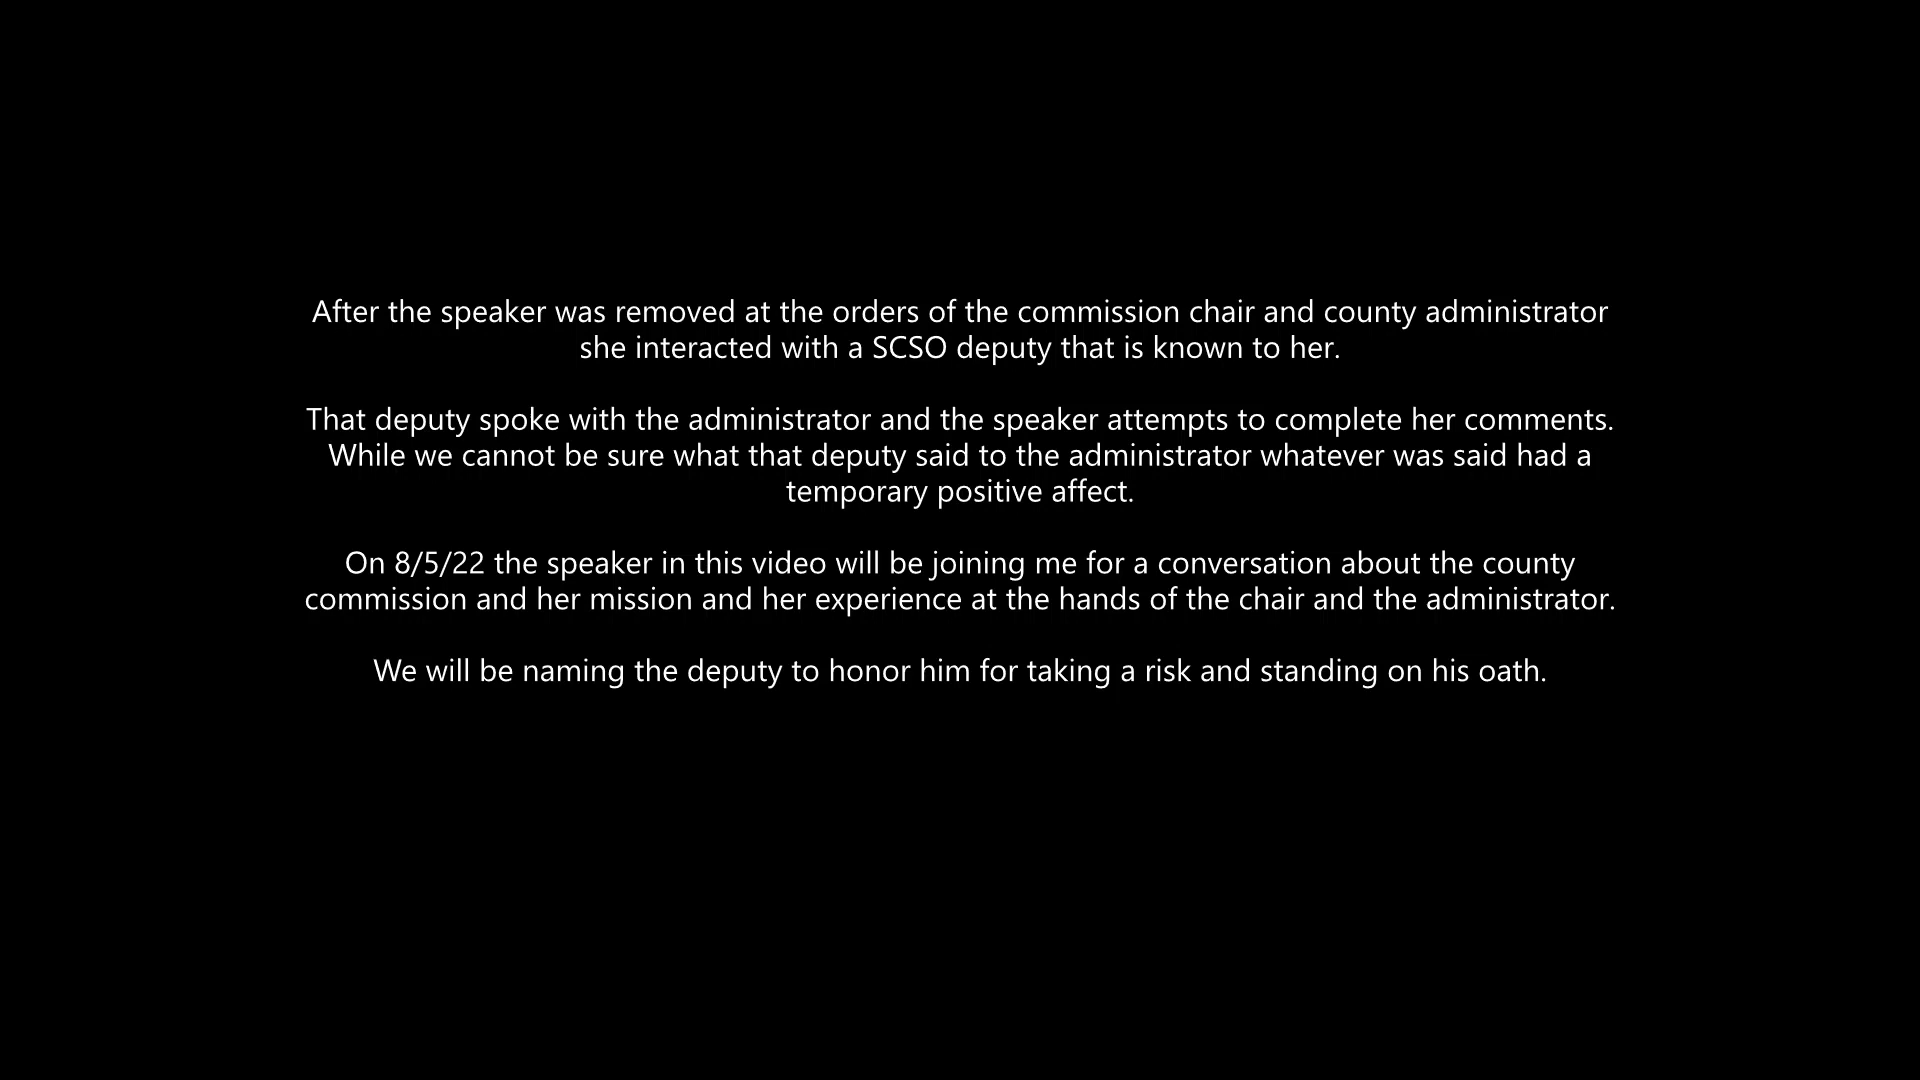 After the speaker was removed at the orders of the commission chair and county administrator
she interacted with a SCSO deputy that is known to her.
That deputy spoke with the administrator and the speaker attempts to complete her comments.
While we cannot be sure what that deputy said to the administrator whatever was said had a
temporary positive affect.
On 8/5/22 the speaker in this video will be joining me for a conversation about the county
commission and her mission and her experience at the hands of the chair and the administrator.
We will be naming the deputy to honor him for taking a risk and standing on his oath.